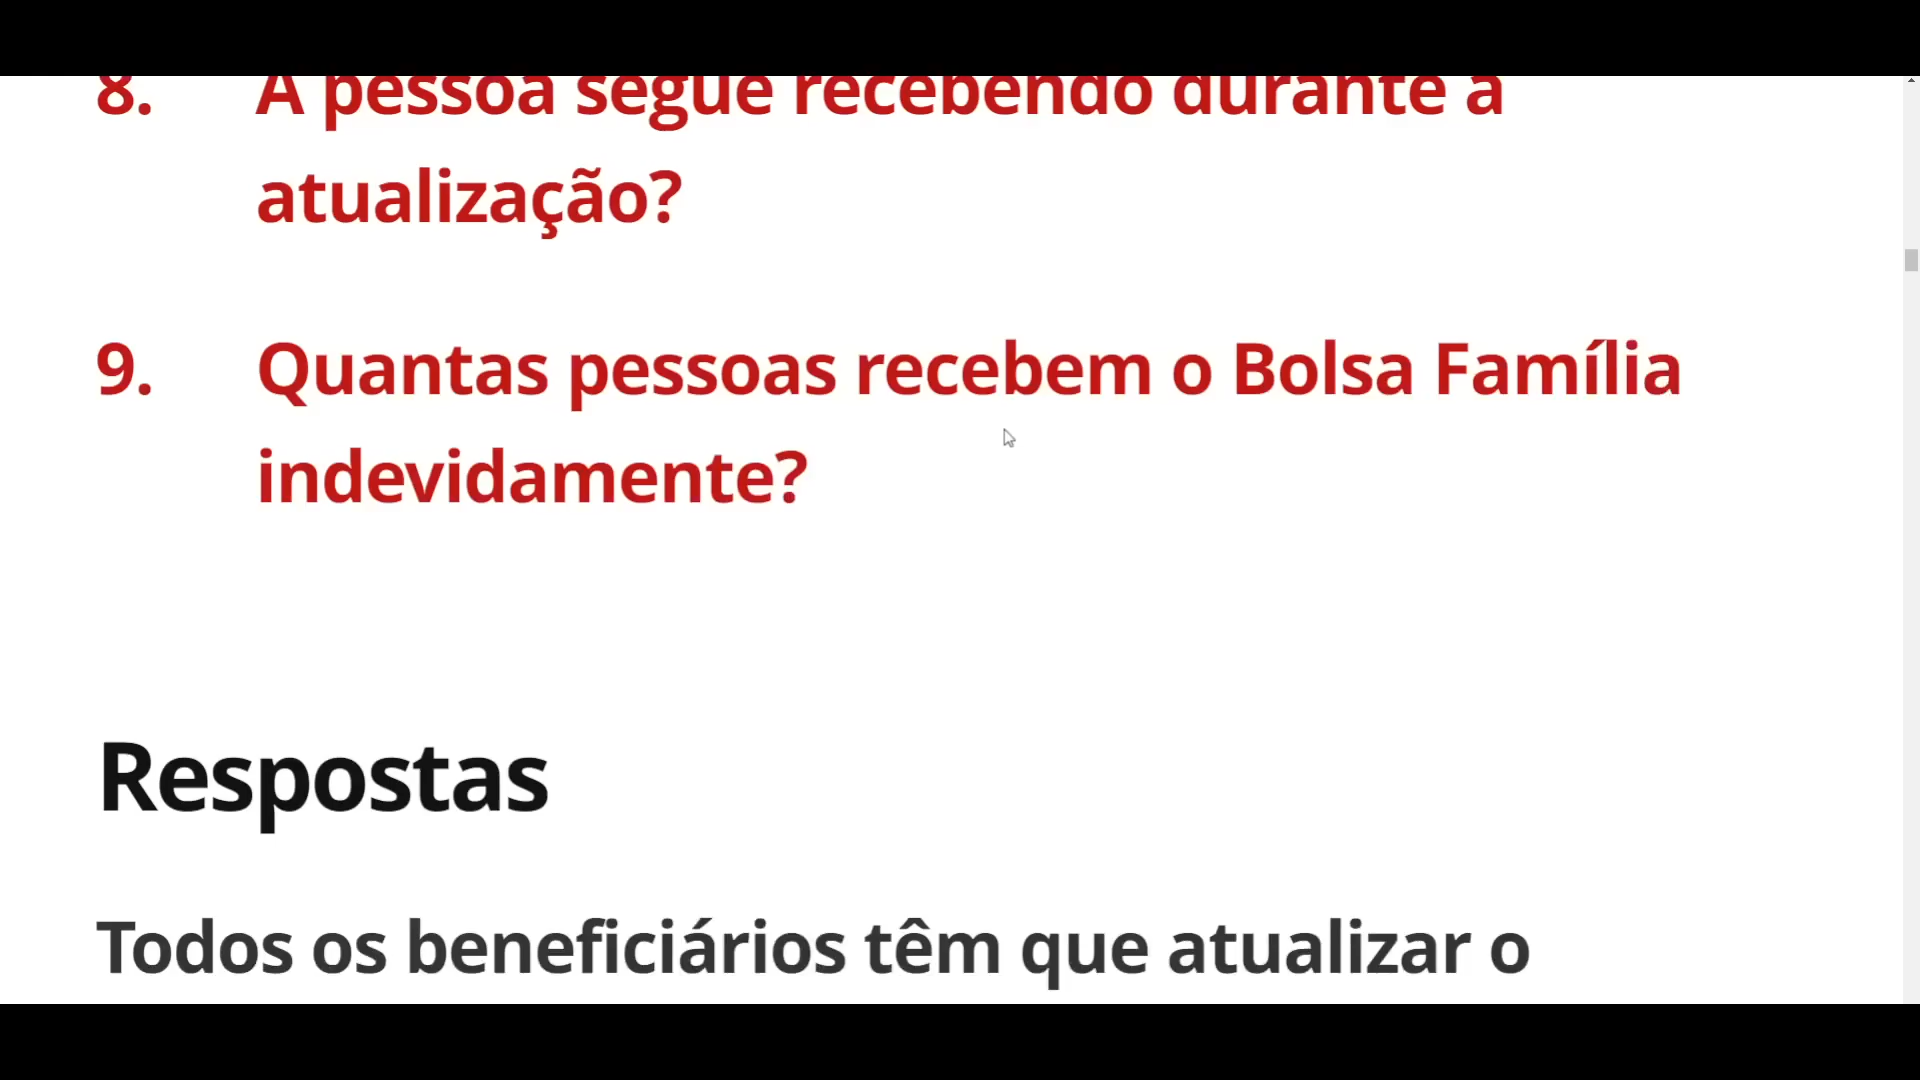 8. A pessoa segue recebendo durante a
atualização?
9. Quantas pessoas recebem o Bolsa Família
indevidamente?
Respostas
Todos os beneficiários têm que atualizar o